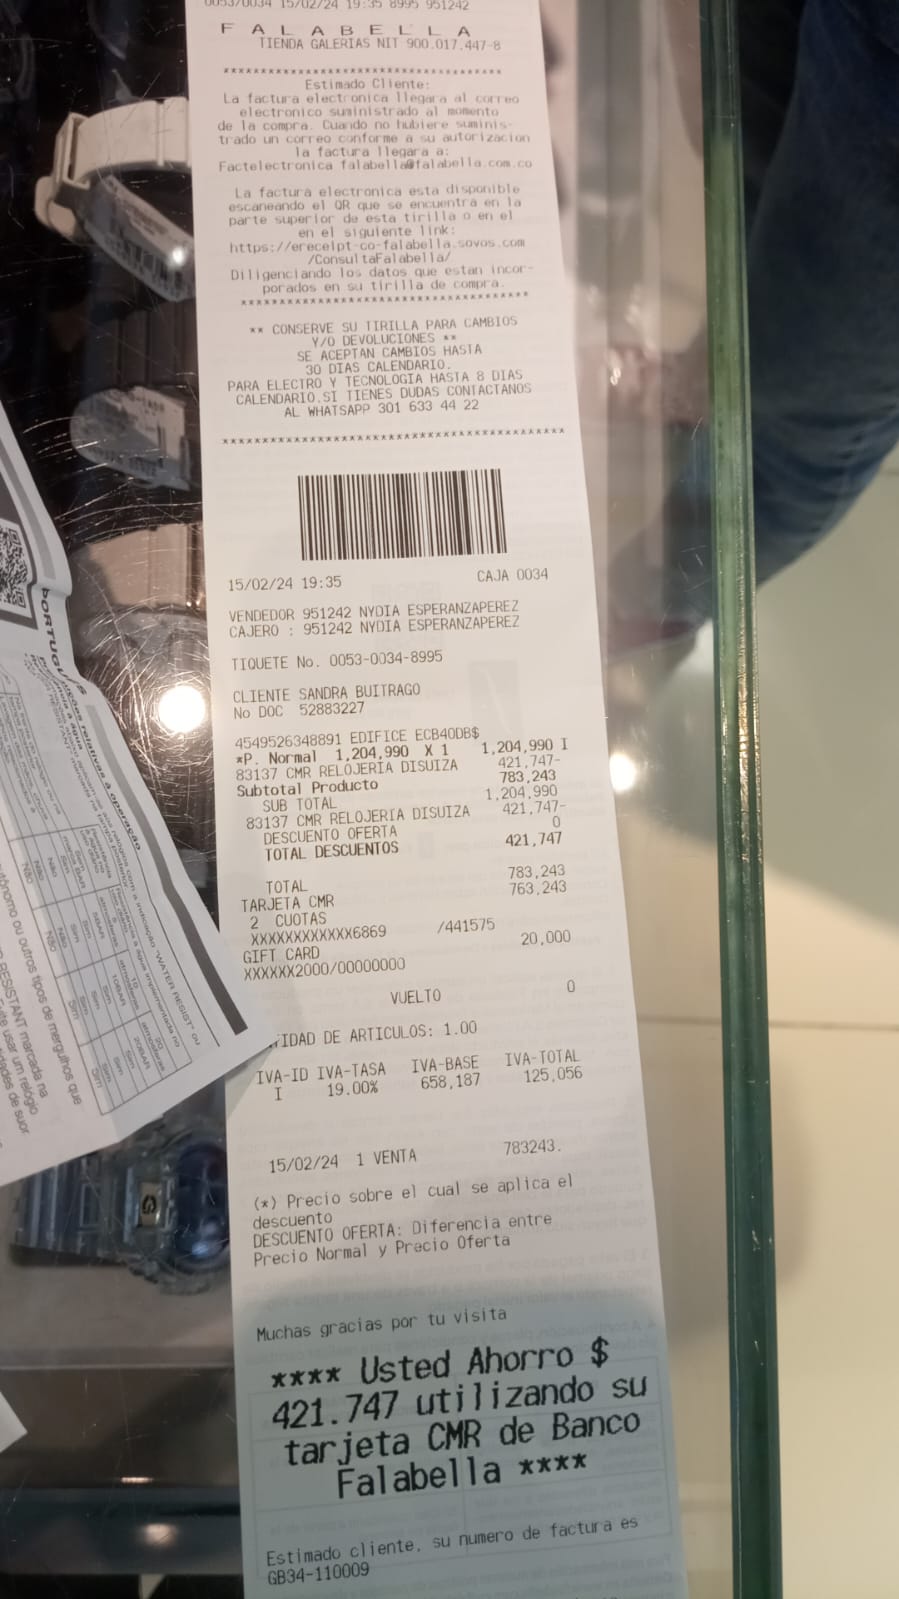 0053/0034 15/02/24 19:35 8995 951242
F A L A B E L L A
TIENDA GALERIAS NIT 900.017.447-8
****************************************
Estimado Cliente:
La factura electronica llegara al correo
electronico suministrado al momento
de la compra. Cuando no hubiere suminis-
trado un correo conforme a su autorizacion
la factura llegara a:
Factelectronica falabella@falabella.com.co
La factura electronica esta disponible
escaneando el QR que se encuentra en la
parte superior de esta tirilla o en el
en el siguiente link:
https://ereceipt-co-falabella.sovos.com
/ConsultaFalabella/
Diligenciando los datos que estan incor-
porados en su tirilla de compra.
****************************************
** CONSERVE SU TIRILLA PARA CAMBIOS
Y/O DEVOLUCIONES **
SE ACEPTAN CAMBIOS HASTA
30 DIAS CALENDARIO.
PARA ELECTRO Y TECNOLOGIA HASTA 8 DIAS
CALENDARIO.SI TIENES DUDAS CONTACTANOS
AL WHATSAPP 301 633 44 22
****************************************
15/02/24 19:35 CAJA 0034
VENDEDOR 951242 NYDIA ESPERANZAPEREZ
CAJERO : 951242 NYDIA ESPERANZAPEREZ
TIQUETE No. 0053-0034-8995
CLIENTE SANDRA BUITRAGO
No DOC 52883227
4549526348891 EDIFICE ECB40DB$
*P. Normal 1,204,990 X 1 1,204,990 I
83137 CMR RELOJERIA DISUIZA 421,747-
Subtotal Producto 783,243
SUB TOTAL 1,204,990
83137 CMR RELOJERIA DISUIZA 421,747-
DESCUENTO OFERTA 0
TOTAL DESCUENTOS 421,747
TOTAL 783,243
TARJETA CMR 763,243
2 CUOTAS
XXXXXXXXXXXX6869 /441575
GIFT CARD 20,000
XXXXXX2000/00000000
VUELTO 0
TIDAD DE ARTICULOS: 1.00
IVA-ID IVA-TASA IVA-BASE IVA-TOTAL
I 19.00% 658,187 125,056
15/02/24 1 VENTA 783243.
(*) Precio sobre el cual se aplica el
descuento
DESCUENTO OFERTA: Diferencia entre
Precio Normal y Precio Oferta
Muchas gracias por tu visita
**** Usted Ahorro $
421.747 utilizando su
tarjeta CMR de Banco
Falabella ****
Estimado cliente, su numero de factura es
GB34-110009
PORTUGUÊS